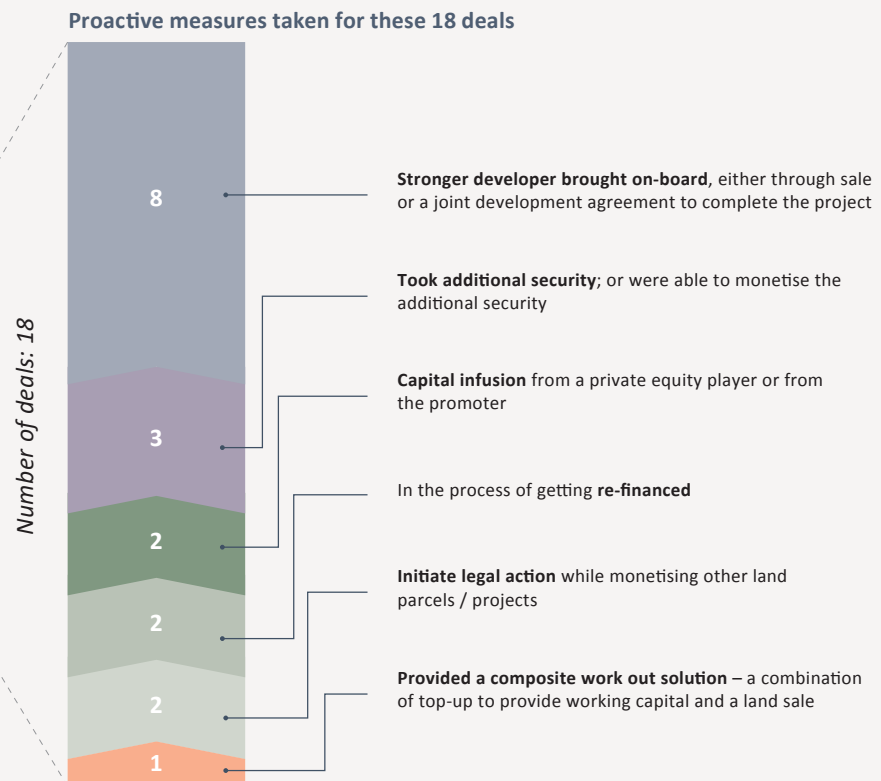 Proactive measures taken for these 18 deals
Number of deals: 18
8
Stronger developer brought on-board, either through sale
or a joint development agreement to complete the project
3
Took additional security; or were able to monetise the
additional security
2
Capital infusion from a private equity player or from
the promoter
2
In the process of getting re-financed
2
Initiate legal action while monetising other land
parcels / projects
1
Provided a composite work out solution – a combination
of top-up to provide working capital and a land sale